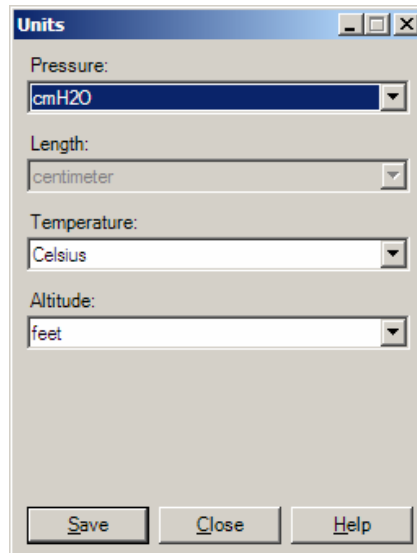 Units
Pressure:
cmH2O
Length:
centimeter
Temperature:
Celsius
Altitude:
feet
Save Close Help